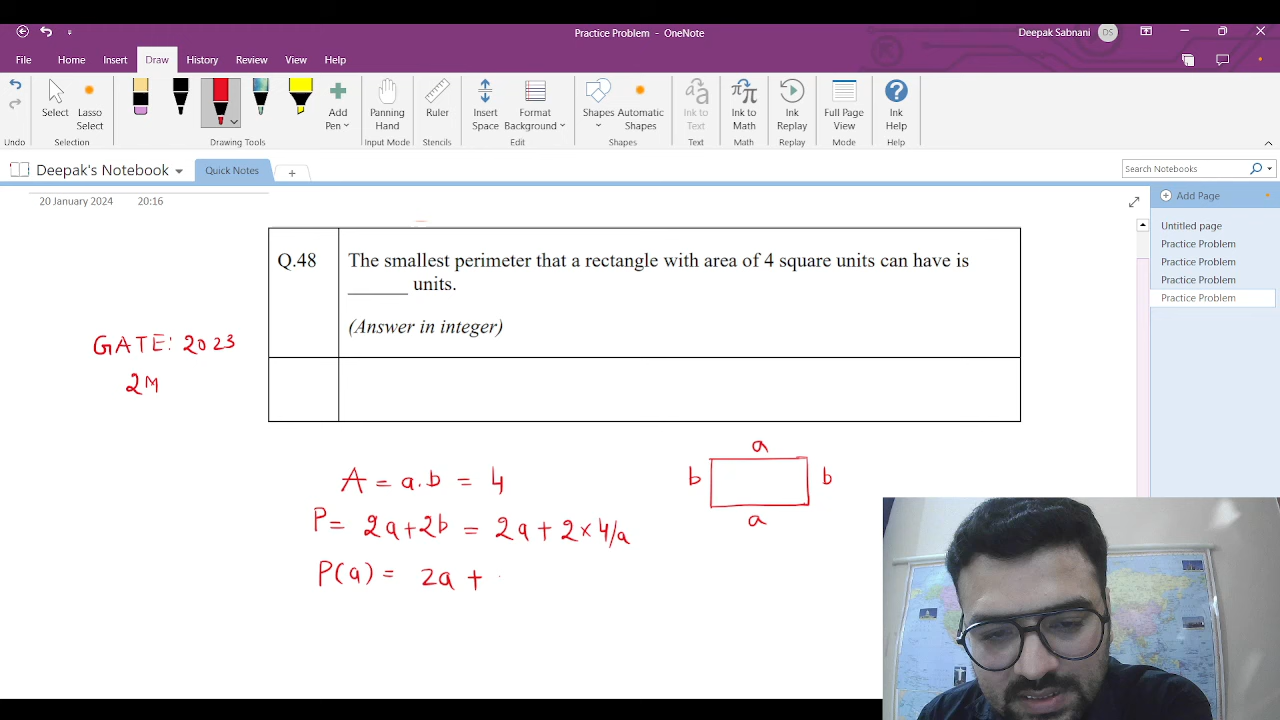 Practice Problem - OneNote
Deepak Sabnani
DS
File Home Insert Draw History Review View Help
Undo
Select
Lasso Select
Selection
Drawing Tools
Add Pen
Panning Hand
Input Mode
Ruler
Stencils
Insert Space
Format Background
Edit
Shapes
Automatic Shapes
Shapes
Ink to Text
Text
Ink to Math
Math
Ink Replay
Replay
Full Page View
Mode
Ink Help
Help
Deepak's Notebook
Quick Notes
+
Search Notebooks
20 January 2024 20:16
Add Page
Untitled page
Practice Problem
Practice Problem
Practice Problem
Practice Problem
Q.48
The smallest perimeter that a rectangle with area of 4 square units can have is
______ units.
(Answer in integer)
GATE: 2023
2M
A = a.b = 4
P= 2a+2b = 2a + 2×4/a
P(a) = 2a +
a
b
b
a